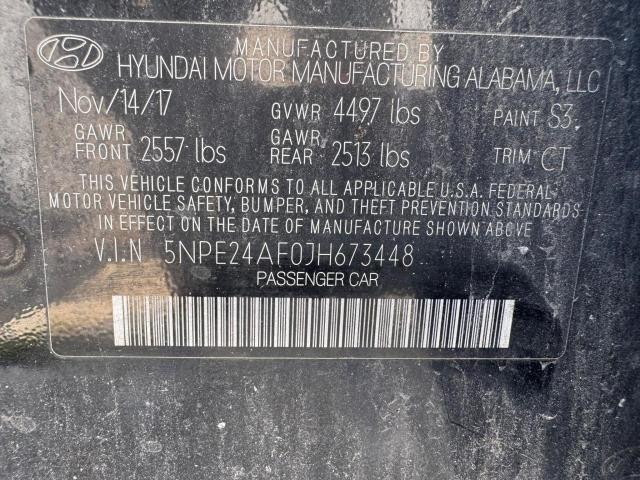 MANUFACTURED BY
HYUNDAI MOTOR MANUFACTURING ALABAMA, LLC
Nov/14/17 GVWR 4497 lbs PAINT S3
GAWR FRONT 2557 lbs GAWR REAR 2513 lbs TRIM CT
THIS VEHICLE CONFORMS TO ALL APPLICABLE U.S.A. FEDERAL
MOTOR VEHICLE SAFETY, BUMPER, AND THEFT PREVENTION STANDARDS
IN EFFECT ON THE DATE OF MANUFACTURE SHOWN ABOVE
V.I.N 5NPE24AF0JH673448
PASSENGER CAR